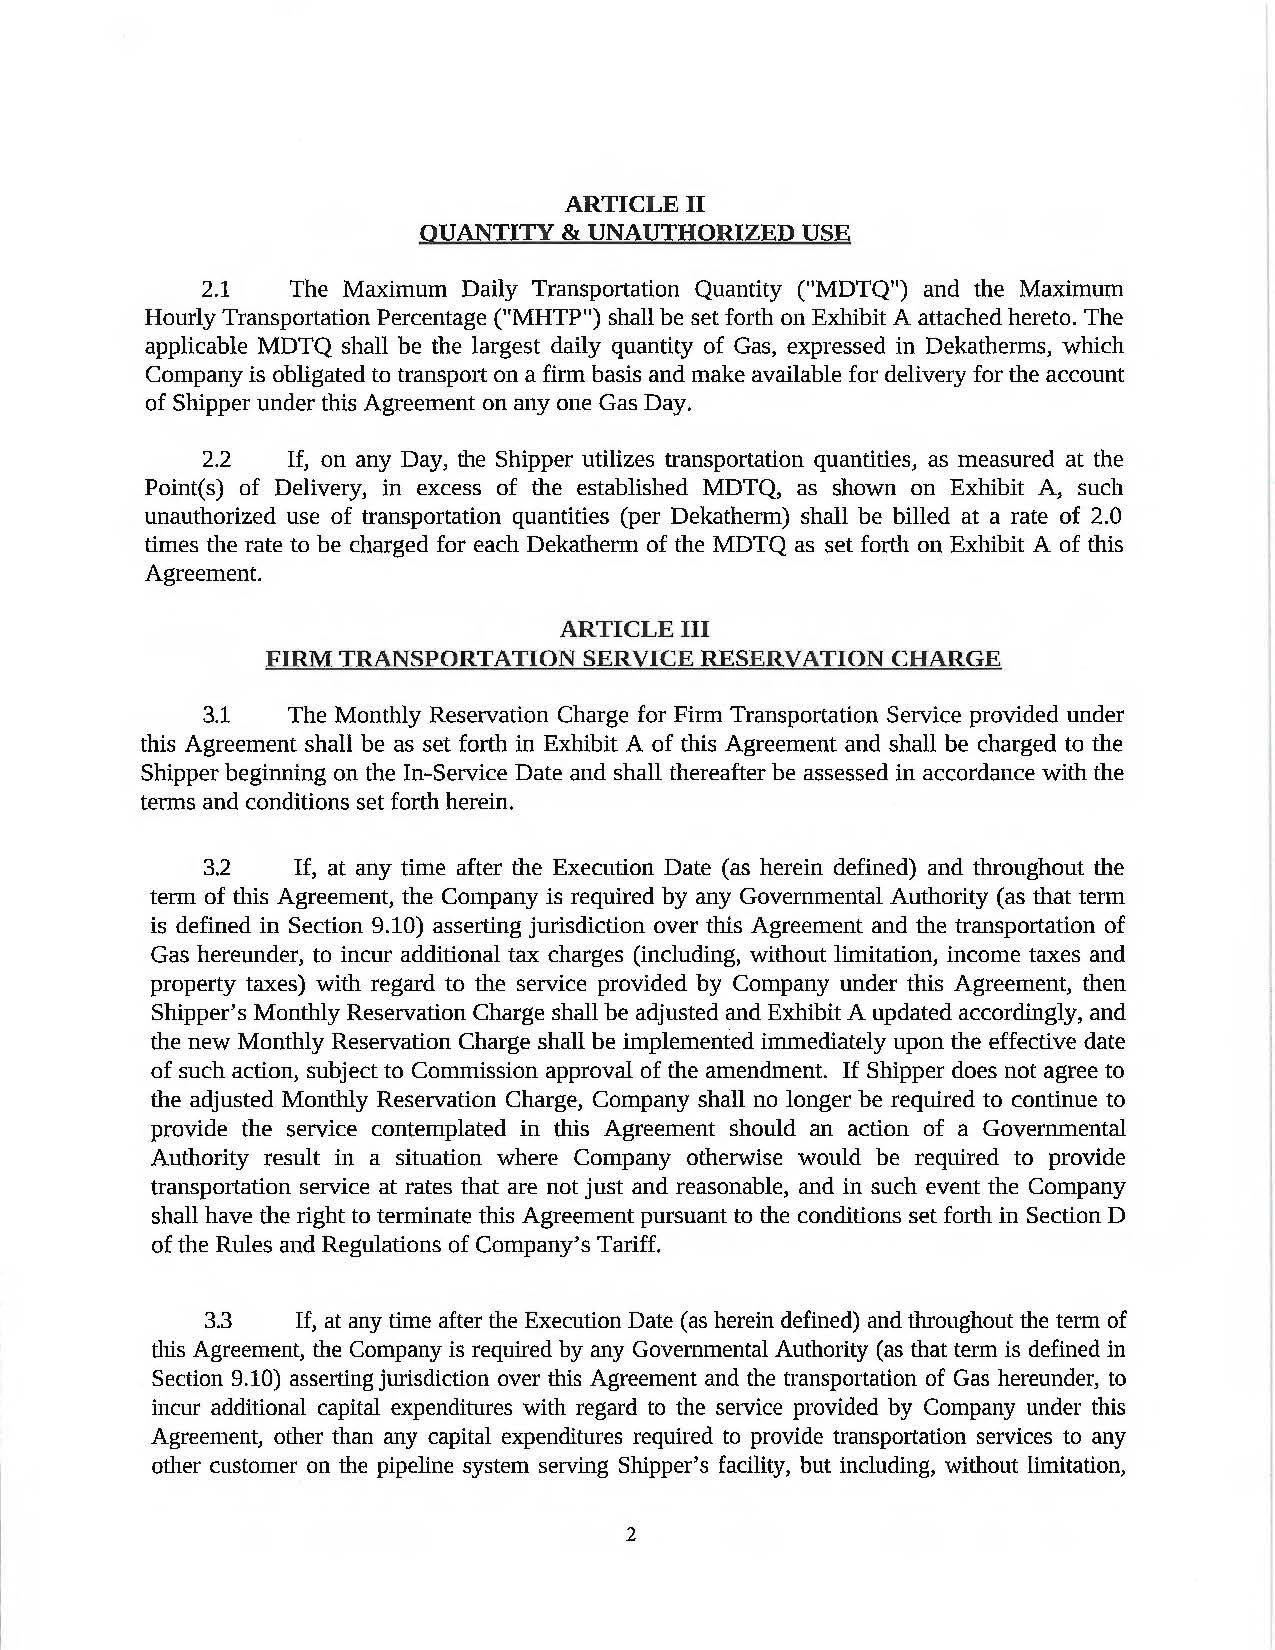 ARTICLE II
QUANTITY & UNAUTHORIZED USE
2.1 The Maximum Daily Transportation Quantity ("MDTQ") and the Maximum
Hourly Transportation Percentage ("MHTP") shall be set forth on Exhibit A attached hereto. The
applicable MDTQ shall be the largest daily quantity of Gas, expressed in Dekatherms, which
Company is obligated to transport on a firm basis and make available for delivery for the account
of Shipper under this Agreement on any one Gas Day.
2.2 If, on any Day, the Shipper utilizes transportation quantities, as measured at the
Point(s) of Delivery, in excess of the established MDTQ, as shown on Exhibit A, such
unauthorized use of transportation quantities (per Dekatherm) shall be billed at a rate of 2.0
times the rate to be charged for each Dekatherm of the MDTQ as set forth on Exhibit A of this
Agreement.
ARTICLE III
FIRM TRANSPORTATION SERVICE RESERVATION CHARGE
3.1 The Monthly Reservation Charge for Firm Transportation Service provided under
this Agreement shall be as set forth in Exhibit A of this Agreement and shall be charged to the
Shipper beginning on the In-Service Date and shall thereafter be assessed in accordance with the
terms and conditions set forth herein.
3.2 If, at any time after the Execution Date (as herein defined) and throughout the
term of this Agreement, the Company is required by any Governmental Authority (as that term
is defined in Section 9.10) asserting jurisdiction over this Agreement and the transportation of
Gas hereunder, to incur additional tax charges (including, without limitation, income taxes and
property taxes) with regard to the service provided by Company under this Agreement, then
Shipper’s Monthly Reservation Charge shall be adjusted and Exhibit A updated accordingly, and
the new Monthly Reservation Charge shall be implemented immediately upon the effective date
of such action, subject to Commission approval of the amendment. If Shipper does not agree to
the adjusted Monthly Reservation Charge, Company shall no longer be required to continue to
provide the service contemplated in this Agreement should an action of a Governmental
Authority result in a situation where Company otherwise would be required to provide
transportation service at rates that are not just and reasonable, and in such event the Company
shall have the right to terminate this Agreement pursuant to the conditions set forth in Section D
of the Rules and Regulations of Company’s Tariff.
3.3 If, at any time after the Execution Date (as herein defined) and throughout the term of
this Agreement, the Company is required by any Governmental Authority (as that term is defined in
Section 9.10) asserting jurisdiction over this Agreement and the transportation of Gas hereunder, to
incur additional capital expenditures with regard to the service provided by Company under this
Agreement, other than any capital expenditures required to provide transportation services to any
other customer on the pipeline system serving Shipper’s facility, but including, without limitation,
2